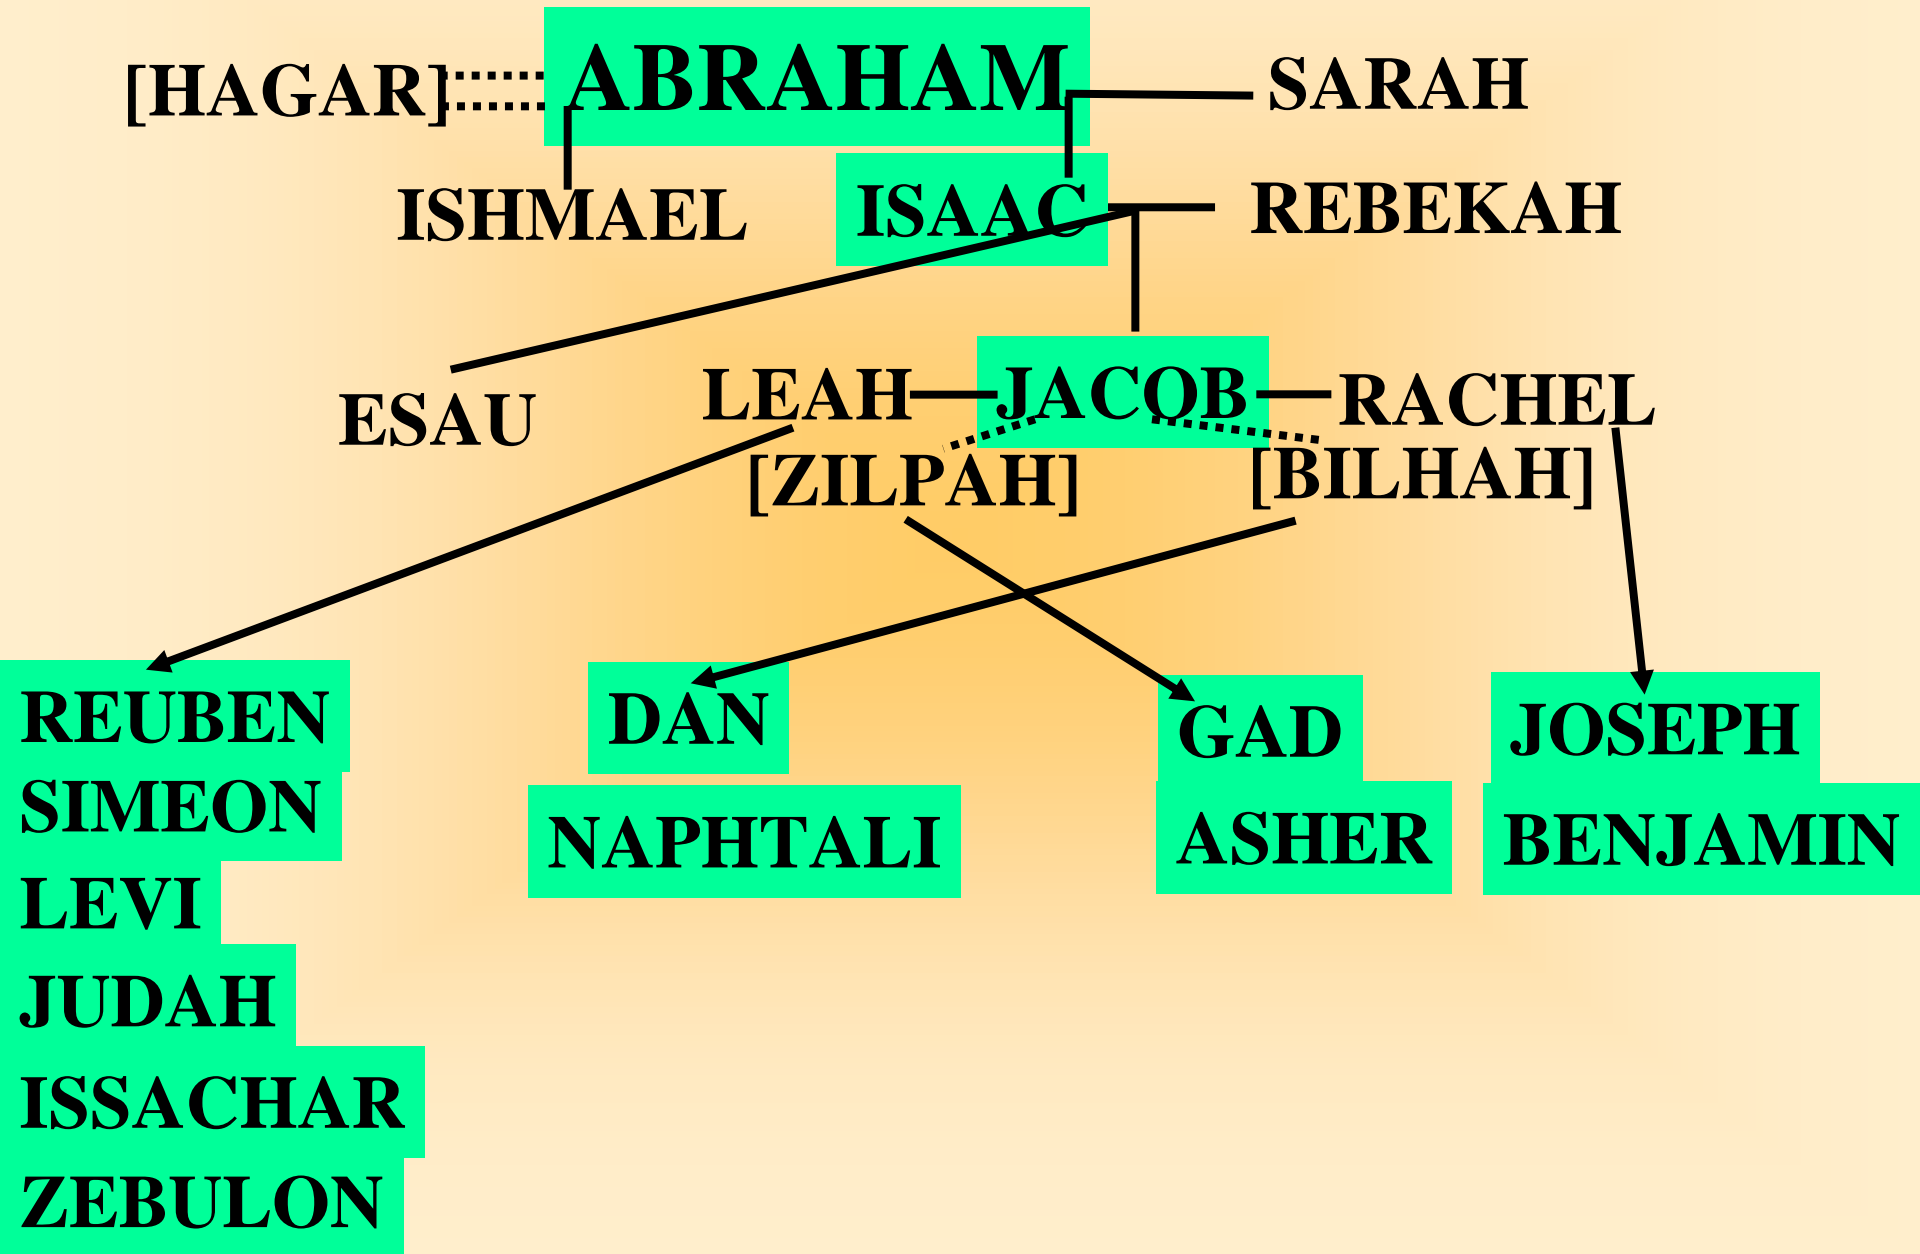 [HAGAR] ABRAHAM SARAH
ISHMAEL ISAAC REBEKAH
ESAU LEAH JACOB RACHEL
[ZILPAH] [BILHAH]
REUBEN DAN GAD JOSEPH
SIMEON NAPHTALI ASHER BENJAMIN
LEVI
JUDAH
ISSACHAR
ZEBULON